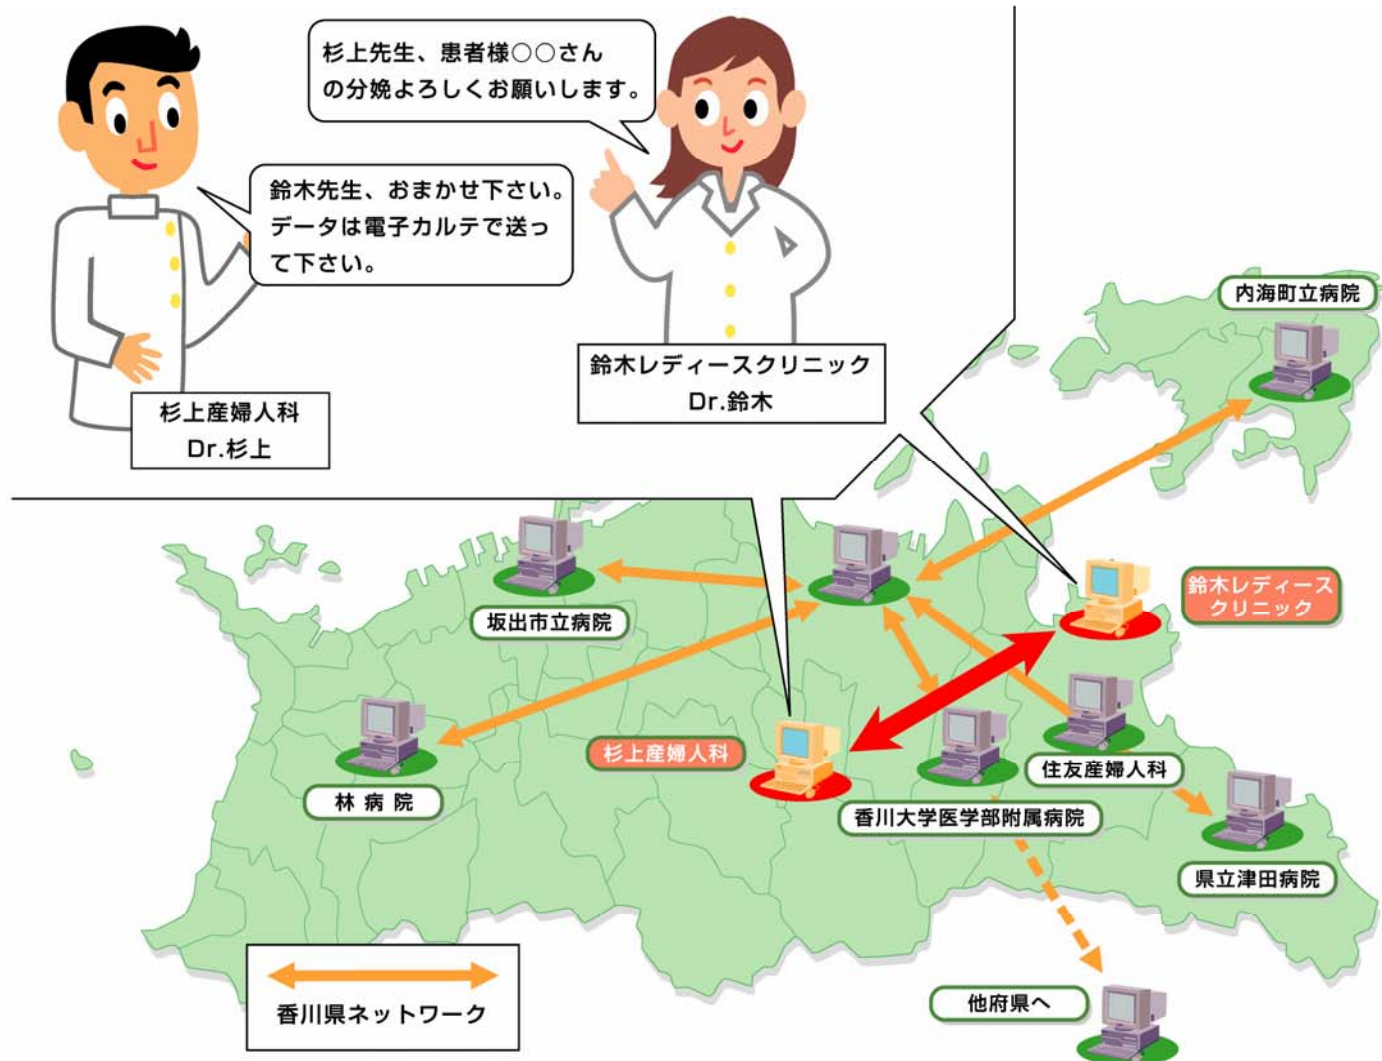 杉上先生、患者様○○さん
の分娩よろしくお願いします。
鈴木先生、おまかせ下さい。
データは電子カルテで送っ
て下さい。
鈴木レディースクリニック
Dr.鈴木
杉上産婦人科
Dr.杉上
内海町立病院
鈴木レディース
クリニック
坂出市立病院
杉上産婦人科
住友産婦人科
林 病 院
香川大学医学部附属病院
県立津田病院
他府県へ
香川県ネットワーク